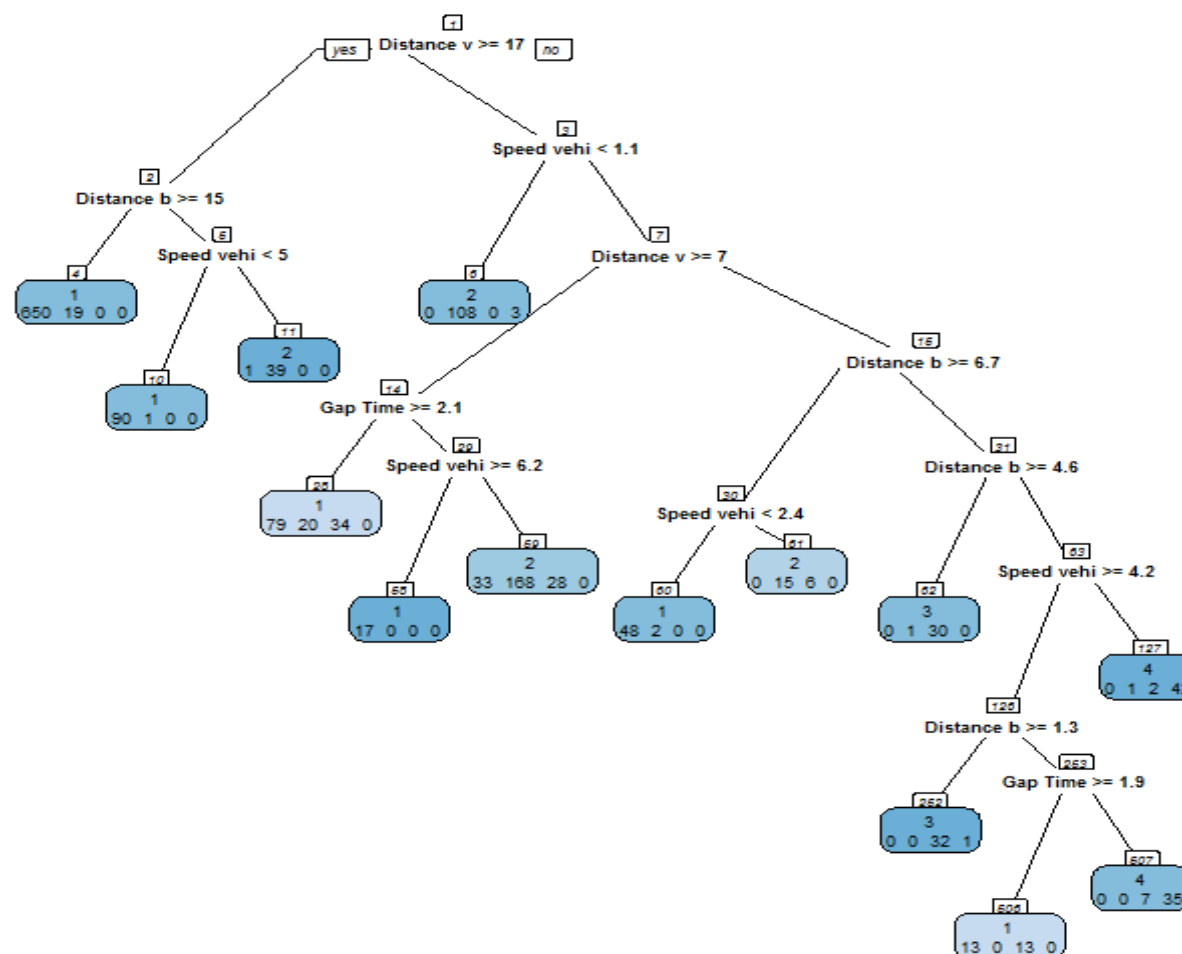 1
yes Distance v >= 17 no
3
Speed vehi < 1.1
2
Distance b >= 15
5
Speed vehi < 5
7
Distance v >= 7
4
1
650 19 0 0
6
2
0 108 0 3
11
2
1 39 0 0
15
Distance b >= 6.7
10
1
90 1 0 0
14
Gap Time >= 2.1
29
Speed vehi >= 6.2
31
Distance b >= 4.6
28
1
79 20 34 0
30
Speed vehi < 2.4
59
2
33 168 28 0
61
2
0 15 6 0
63
Speed vehi >= 4.2
58
1
17 0 0 0
60
1
48 2 0 0
62
3
0 1 30 0
127
4
0 1 2
126
Distance b >= 1.3
253
Gap Time >= 1.9
252
3
0 0 32 1
507
4
0 0 7 35
506
1
13 0 13 0